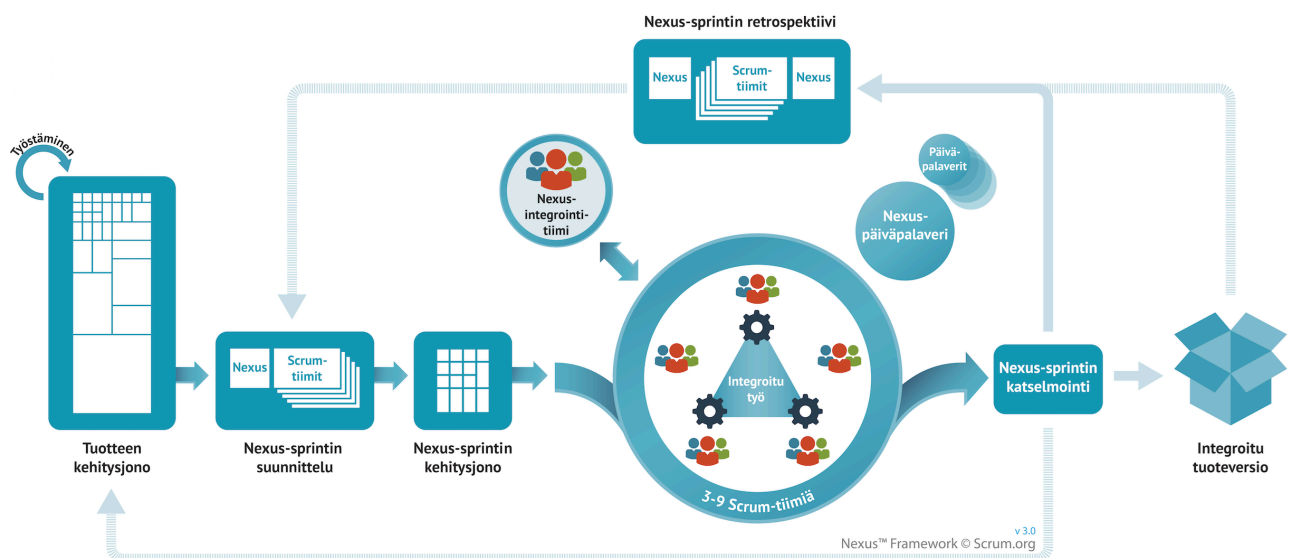 Nexus-sprintin retrospektiivi
Nexus
Scrum-
tiimit
Nexus
Työstäminen
Nexus-
integrointi-
tiimi
Päivä-
palaverit
Nexus-
päiväpalaveri
Nexus
Scrum-
tiimit
Integroitu
työ
Nexus-sprintin
katselmointi
Tuotteen
kehitysjono
Nexus-sprintin
suunnittelu
Nexus-sprintin
kehitysjono
3-9 Scrum-tiimiä
Integroitu
tuoteversio
v 3.0
Nexus™ Framework © Scrum.org